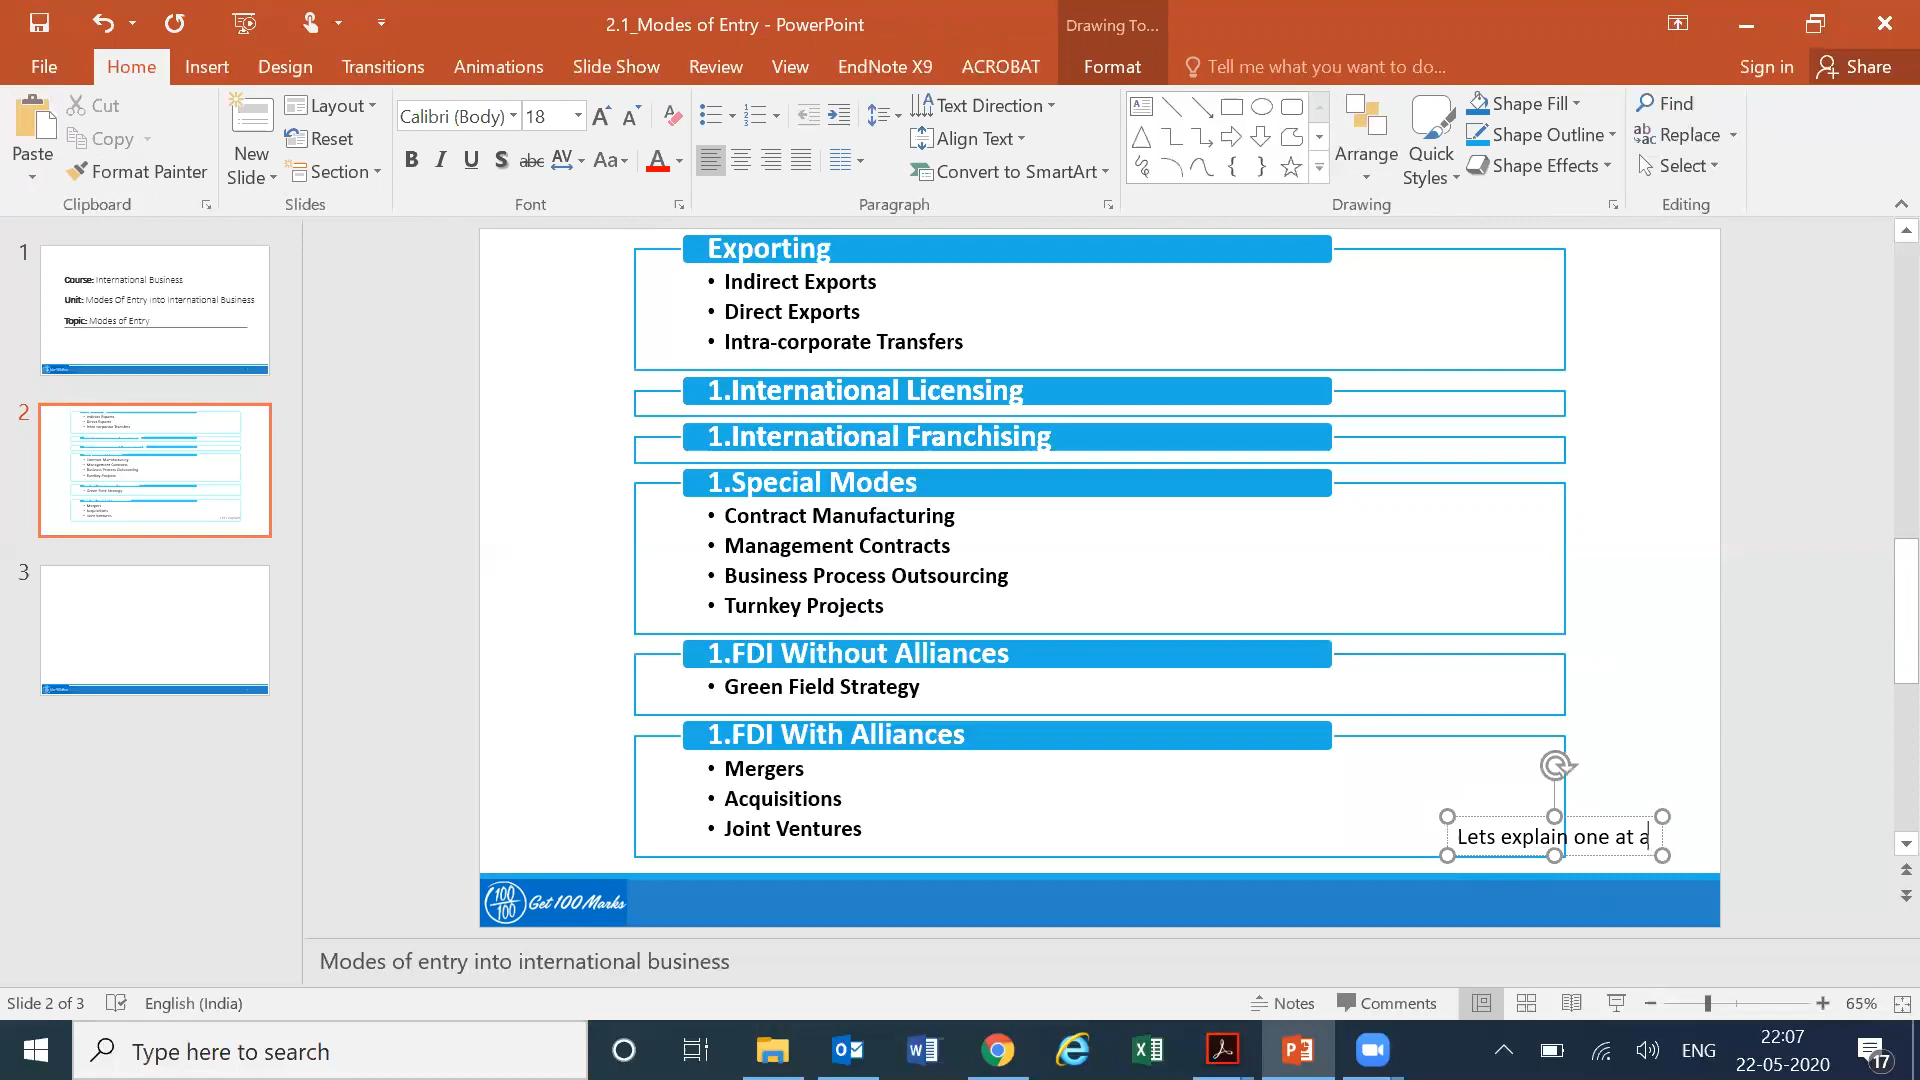 2.1_Modes of Entry - PowerPoint
Drawing To...
File
Home
Insert
Design
Transitions
Animations
Slide Show
Review
View
EndNote X9
ACROBAT
Format
Tell me what you want to do...
Sign in
Share
Paste
Cut
Copy
Format Painter
Clipboard
New
Slide
Layout
Reset
Section
Slides
Calibri (Body)
18
B I U S abc AV Aa A
Font
Text Direction
Align Text
Convert to SmartArt
Paragraph
Arrange
Quick
Styles
Shape Fill
Shape Outline
Shape Effects
Drawing
Find
Replace
Select
Editing
1
Course: International Business
Unit: Modes Of Entry into International Business
Topic: Modes of Entry
2
3
Exporting
• Indirect Exports
• Direct Exports
• Intra-corporate Transfers
1.International Licensing
1.International Franchising
1.Special Modes
• Contract Manufacturing
• Management Contracts
• Business Process Outsourcing
• Turnkey Projects
1.FDI Without Alliances
• Green Field Strategy
1.FDI With Alliances
• Mergers
• Acquisitions
• Joint Ventures
Lets explain one at a
100
100
Get 100 Marks
Modes of entry into international business
Slide 2 of 3
English (India)
Notes
Comments
65%
Type here to search
ENG
22:07
22-05-2020
17